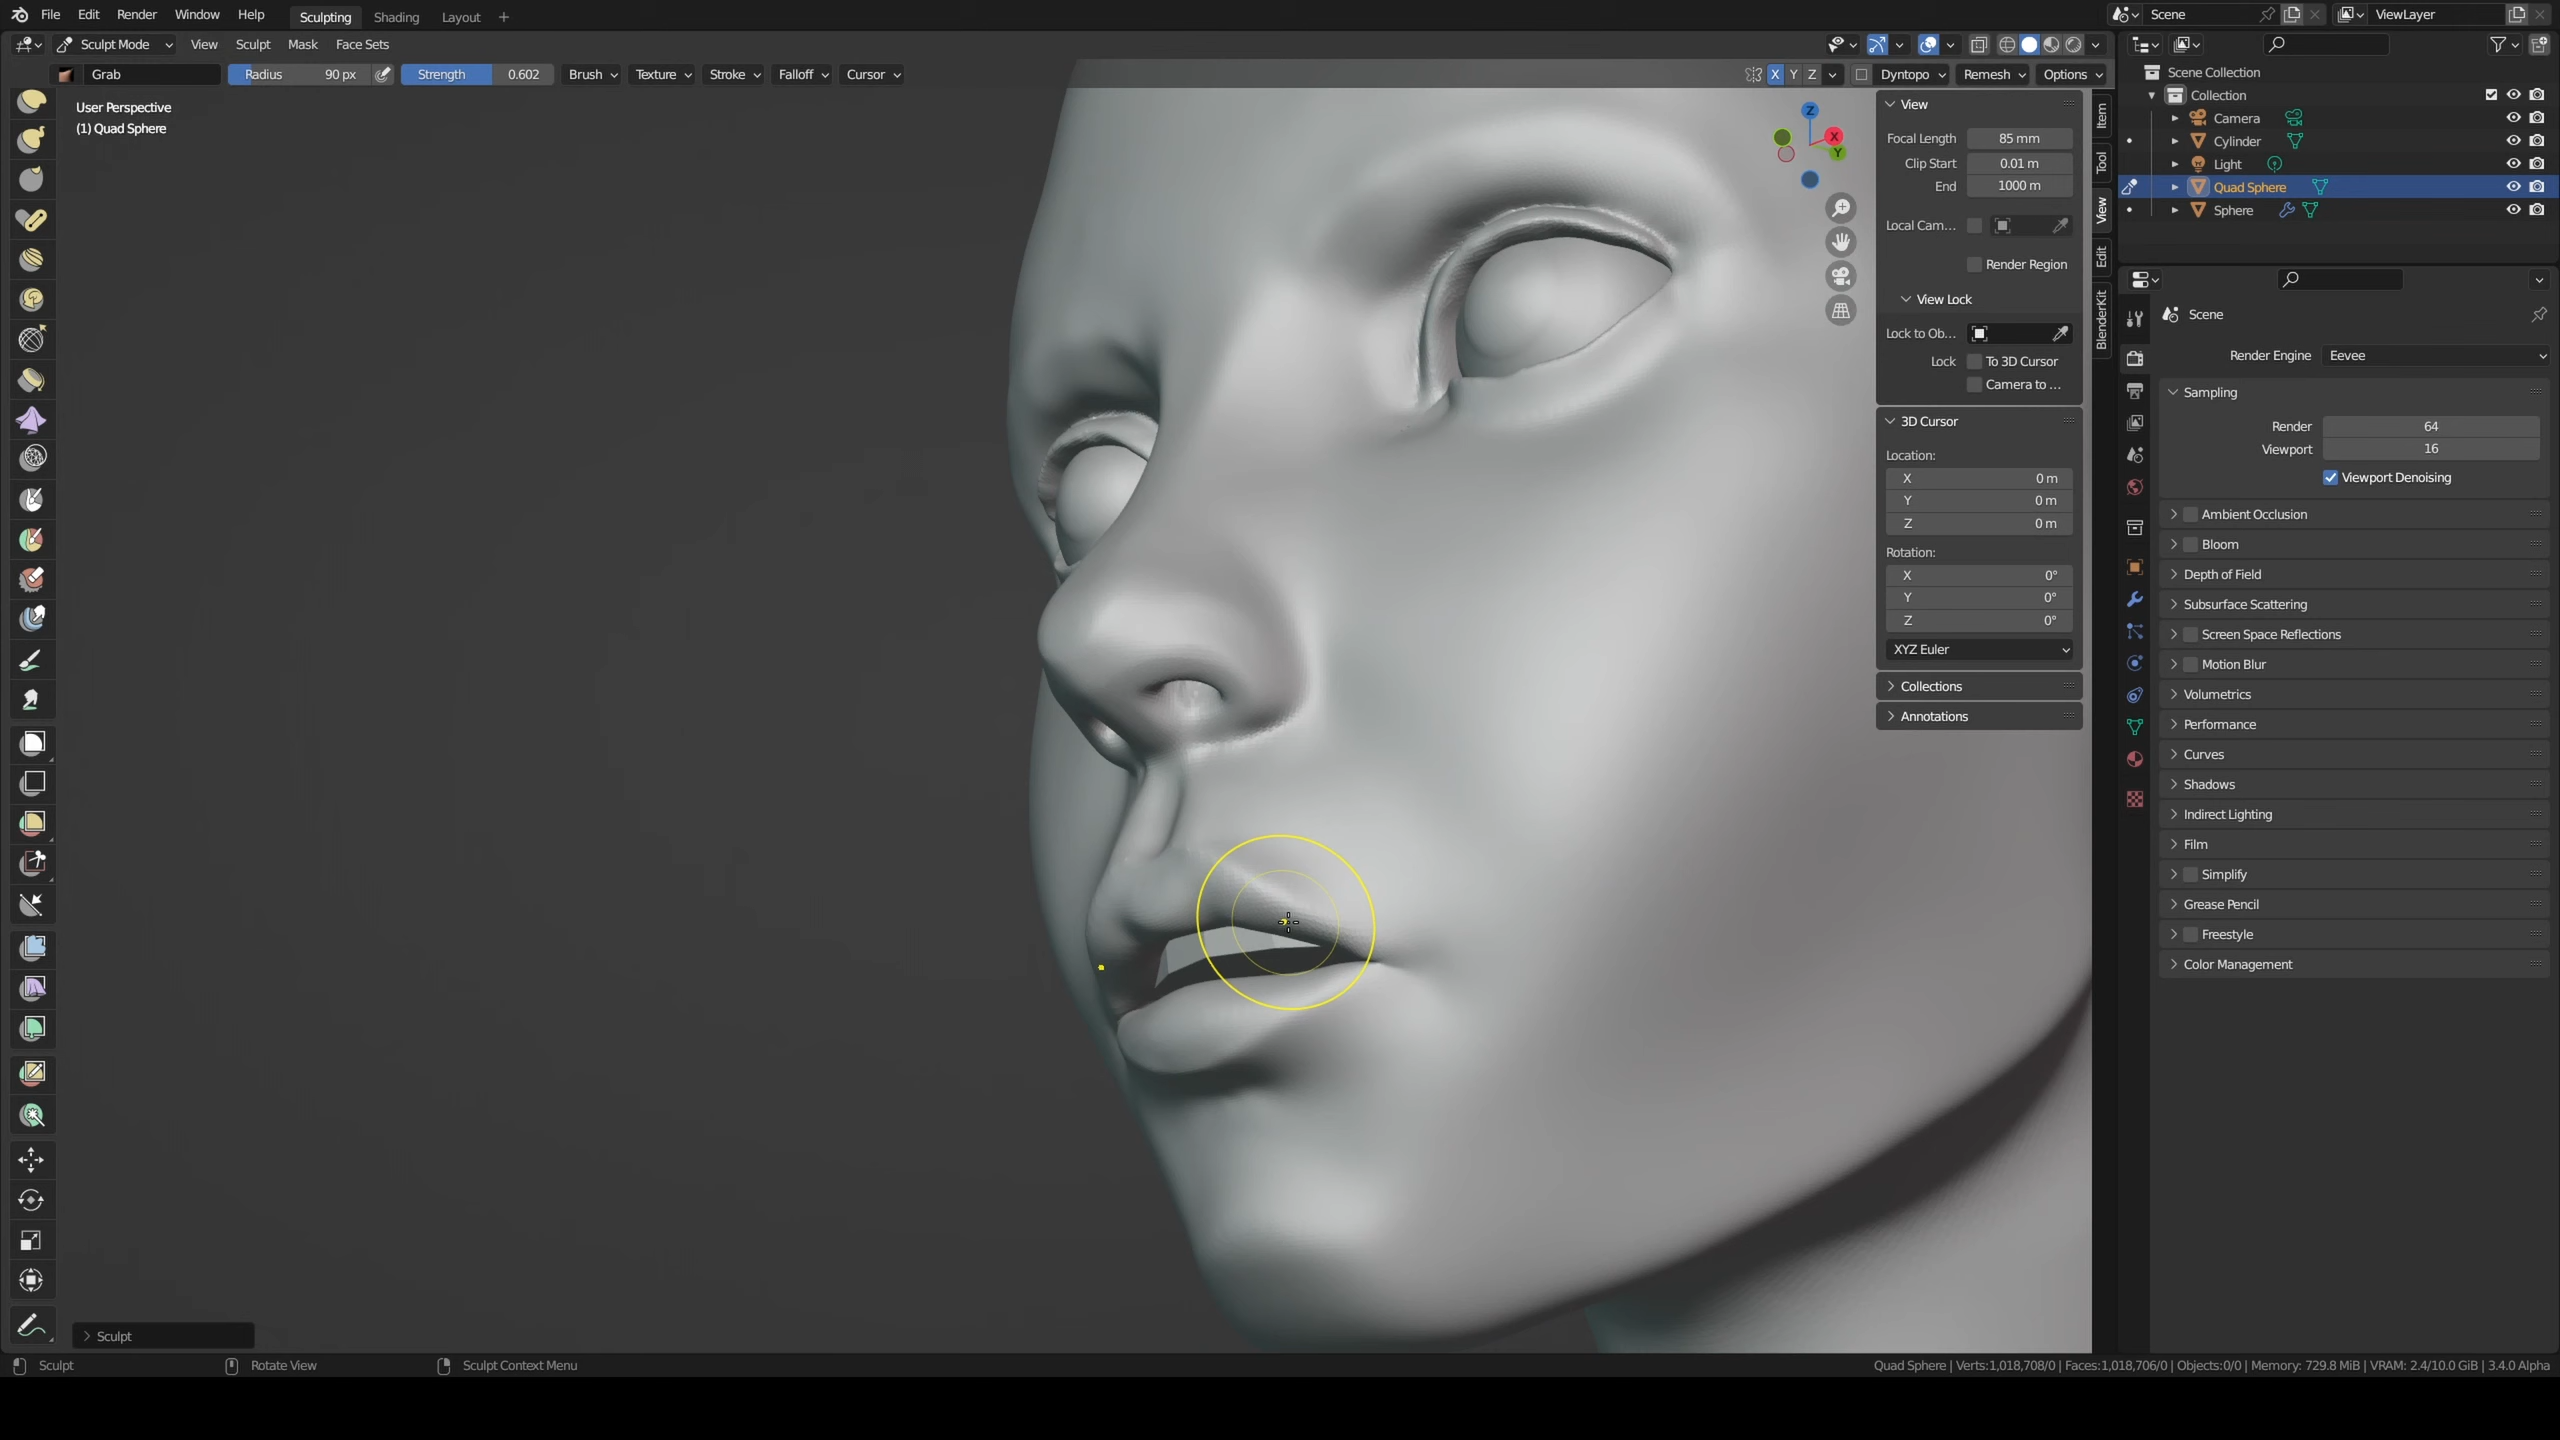 File Edit Render Window Help Sculpting Shading Layout + Scene ViewLayer
Sculpt Mode View Sculpt Mask Face Sets
Grab Radius 90 px Strength 0.602 Brush Texture Stroke Falloff Cursor X Y Z Dyntopo Remesh Options
User Perspective
(1) Quad Sphere
Z
X
Y
View
Focal Length 85 mm
Clip Start 0.01 m
End 1000 m
Local Cam...
Render Region
View Lock
Lock to Ob...
Lock To 3D Cursor
Camera to ...
3D Cursor
Location:
X 0 m
Y 0 m
Z 0 m
Rotation:
X 0°
Y 0°
Z 0°
XYZ Euler
Collections
Annotations
Item
Tool
View
Edit
BlenderKit
Scene Collection
Collection
Camera
Cylinder
Light
Quad Sphere
Sphere
Scene
Render Engine Eevee
Sampling
Render 64
Viewport 16
Viewport Denoising
Ambient Occlusion
Bloom
Depth of Field
Subsurface Scattering
Screen Space Reflections
Motion Blur
Volumetrics
Performance
Curves
Shadows
Indirect Lighting
Film
Simplify
Grease Pencil
Freestyle
Color Management
Sculpt
Sculpt Rotate View Sculpt Context Menu Quad Sphere | Verts:1,018,708/0 | Faces:1,018,706/0 | Objects:0/0 | Memory: 729.8 MiB | VRAM: 2.4/10.0 GiB | 3.4.0 Alpha